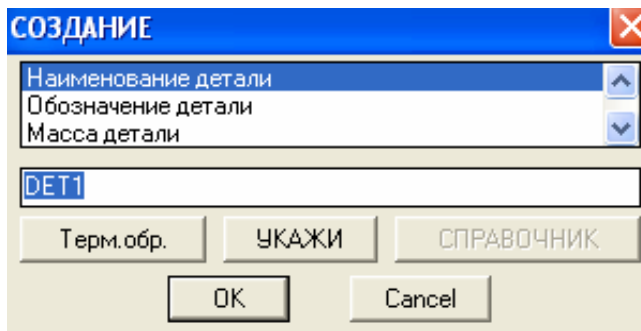 СОЗДАНИЕ
Наименование детали
Обозначение детали
Масса детали
DET1
Терм.обр. УКАЖИ СПРАВОЧНИК
OK Cancel